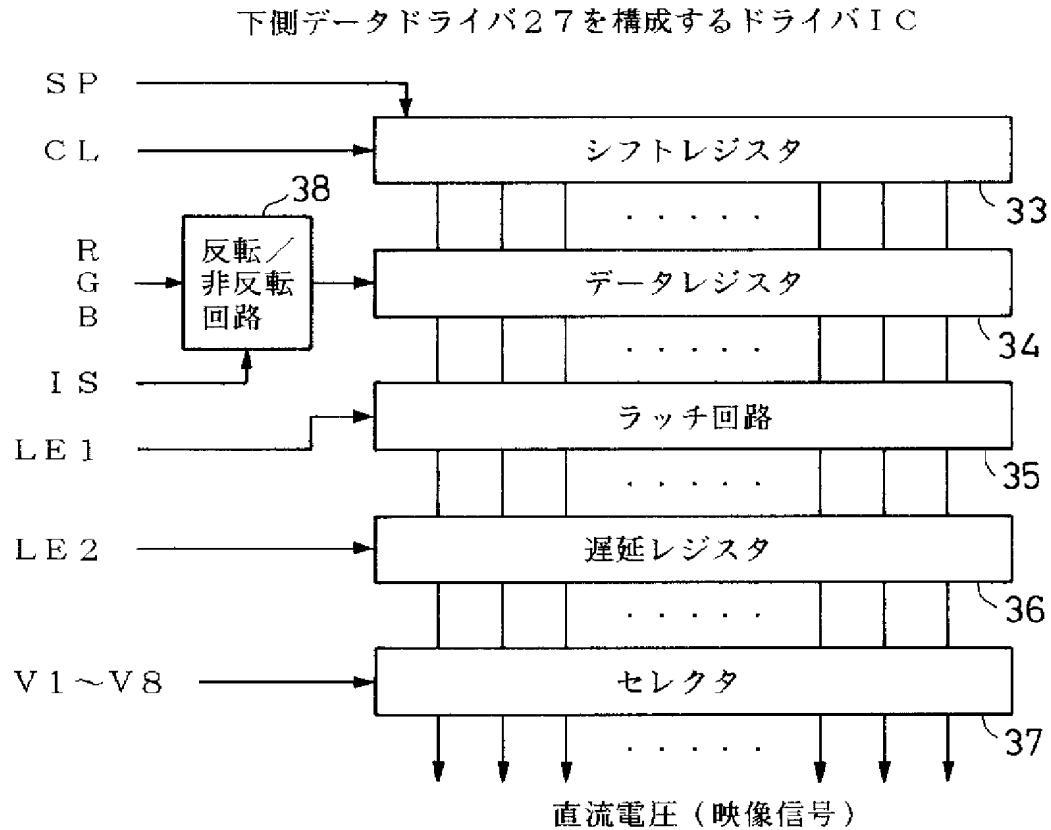 下側データドライバ27を構成するドライバIC
SP
CL
シフトレジスタ
33
38
R
G
B
反転／
非反転
回路
データレジスタ
34
IS
LE1
ラッチ回路
35
LE2
遅延レジスタ
36
V1～V8
セレクタ
37
直流電圧（映像信号）